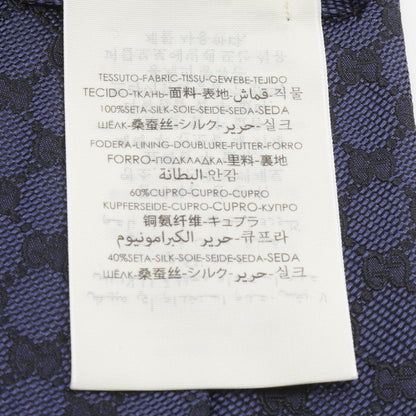 TESSUTO-FABRIC-TISSU-GEWEBE-TEJIDO
TECIDO-ТКАНЬ-面料-表地-قماش-직물
100%SETA-SILK-SOIE-SEIDE-SEDA-SEDA
ШЁЛК-桑蚕丝-シルク-حرير-실크
FODERA-LINING-DOUBLURE-FUTTER-FORRO
FORRO-ПОДКЛАДКА-里料-裏地
البطانة-안감
60%CUPRO-CUPRO-CUPRO
KUPFERSEIDE-CUPRO-CUPRO-КУПРО
铜氨纤维-キュプラ
حرير الكبرامونيوم-큐프라
40%SETA-SILK-SOIE-SEIDE-SEDA-SEDA
ШЁЛК-桑蚕丝-シルク-حرير-실크